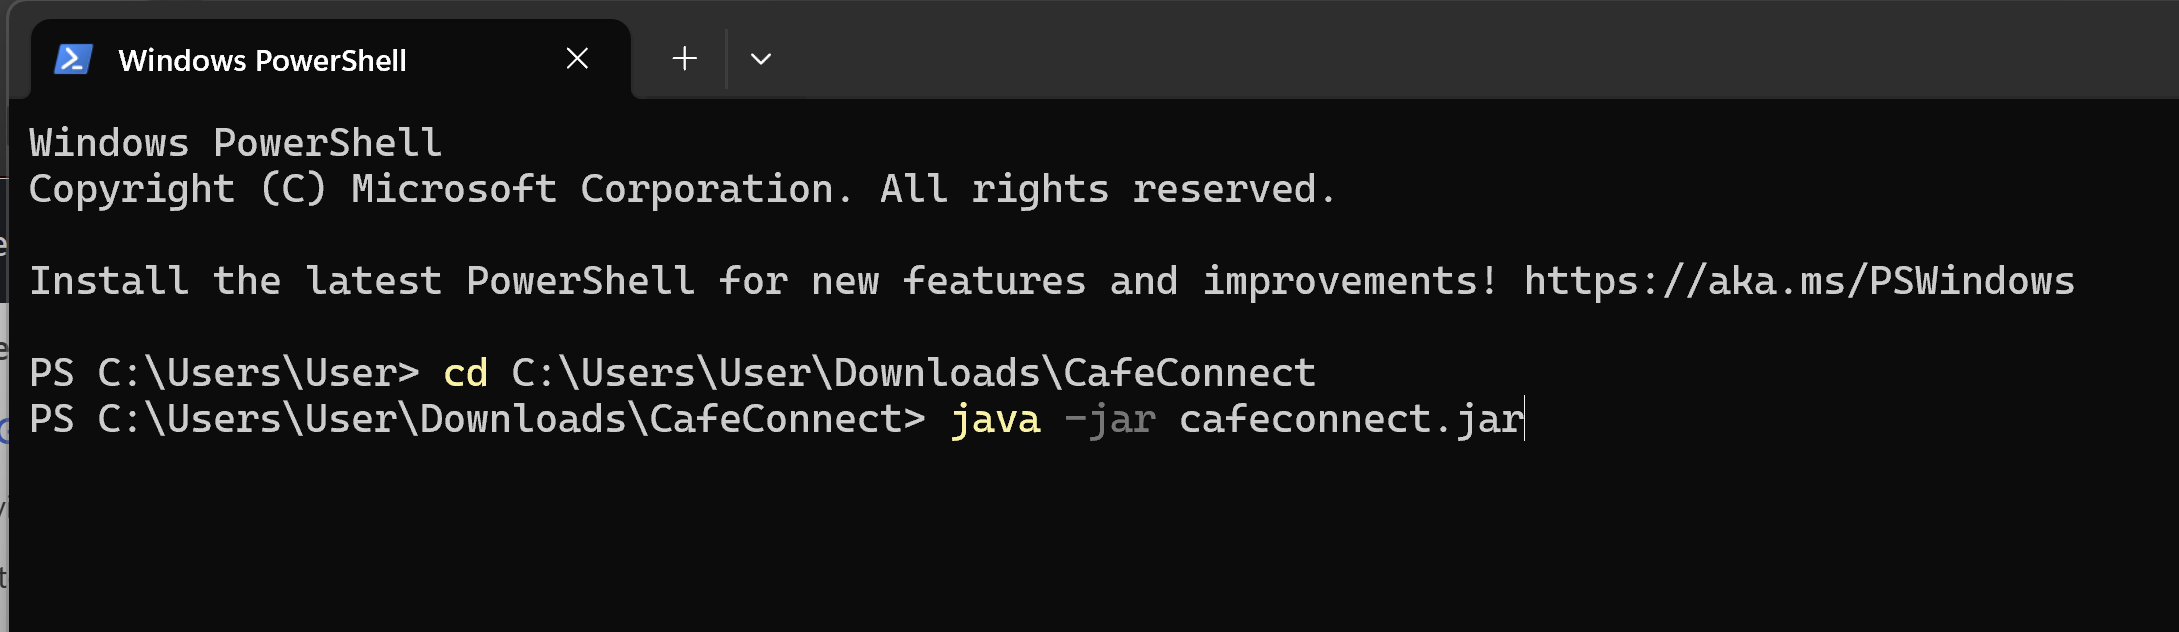 Windows PowerShell
Windows PowerShell
Copyright (C) Microsoft Corporation. All rights reserved.
Install the latest PowerShell for new features and improvements! https://aka.ms/PSWindows
PS C:\Users\User> cd C:\Users\User\Downloads\CafeConnect
PS C:\Users\User\Downloads\CafeConnect> java -jar cafeconnect.jar